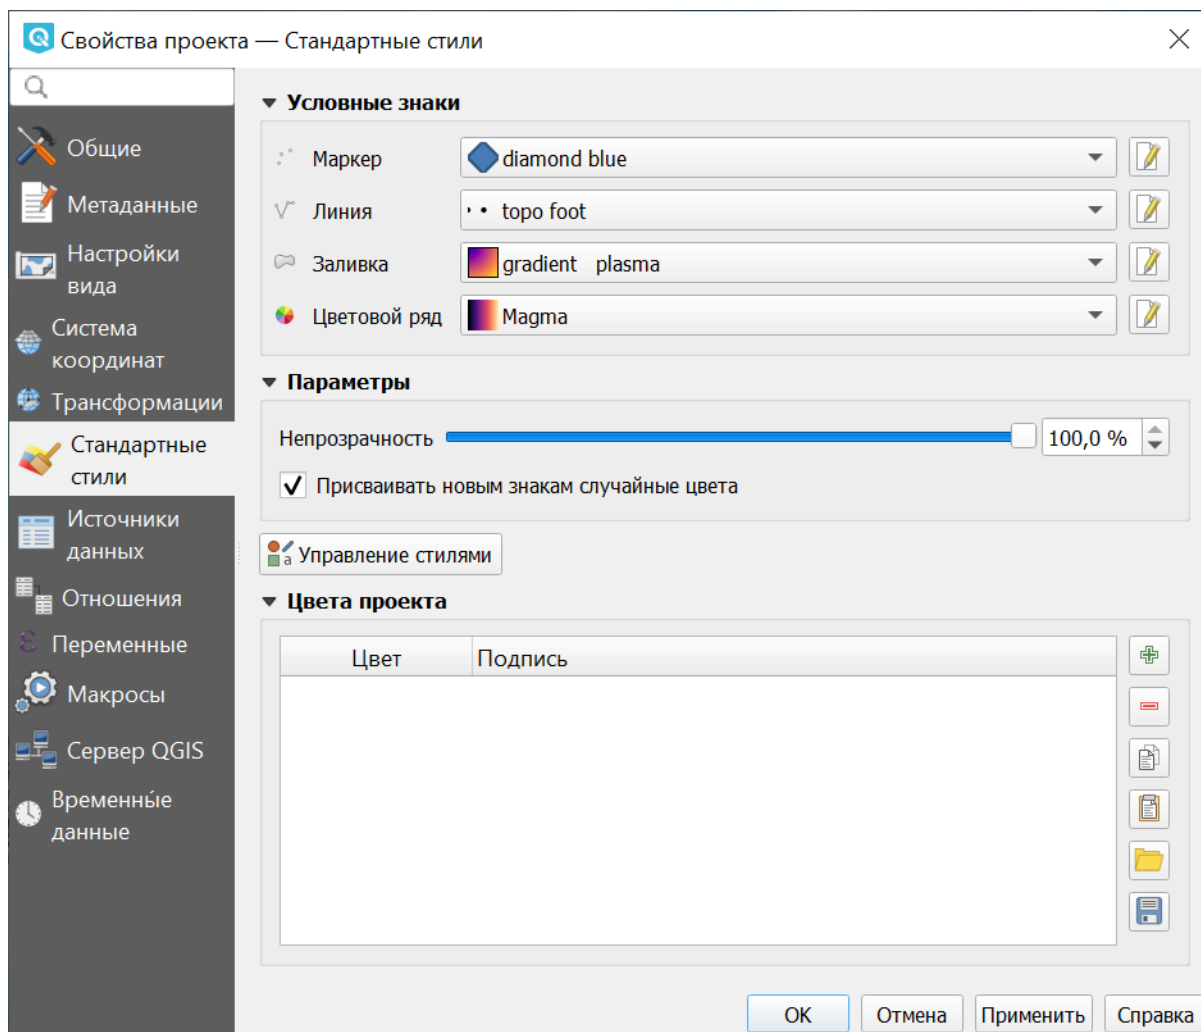 Свойства проекта — Стандартные стили
Общие
Метаданные
Настройки
вида
Система
координат
Трансформации
Стандартные
стили
Источники
данных
Отношения
Переменные
Макросы
Сервер QGIS
Временны́е
данные
Условные знаки
Маркер diamond blue
Линия topo foot
Заливка gradient plasma
Цветовой ряд Magma
Параметры
Непрозрачность 100,0 %
Присваивать новым знакам случайные цвета
Управление стилями
Цвета проекта
Цвет Подпись
OK Отмена Применить Справка